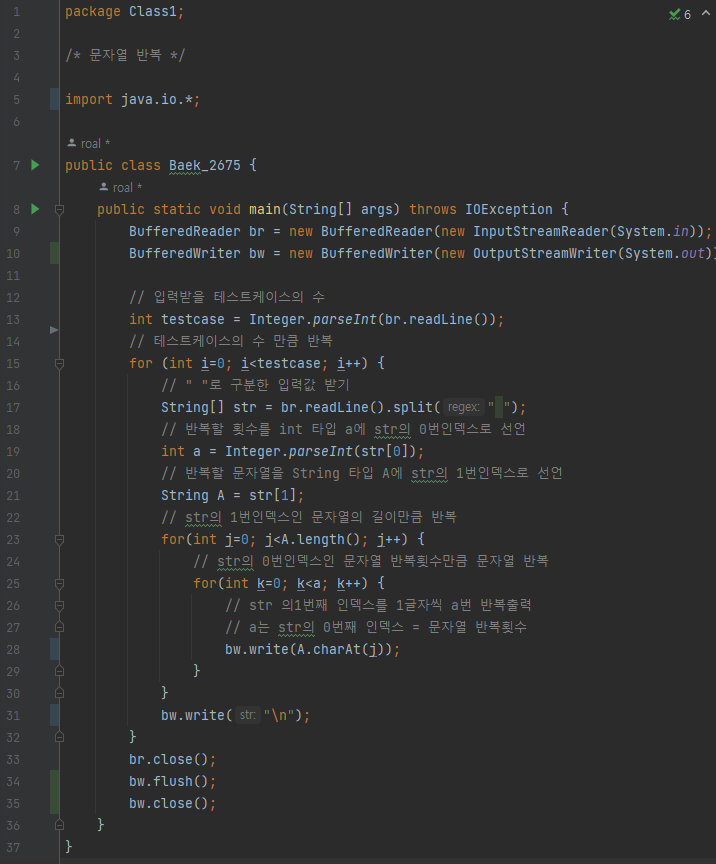 1 package Class1;
2
3 /* 문자열 반복 */
4
5 import java.io.*;
6
roal *
7 public class Baek_2675 {
roal *
8 public static void main(String[] args) throws IOException {
9 BufferedReader br = new BufferedReader(new InputStreamReader(System.in));
10 BufferedWriter bw = new BufferedWriter(new OutputStreamWriter(System.out))
11
12 // 입력받을 테스트케이스의 수
13 int testcase = Integer.parseInt(br.readLine());
14 // 테스트케이스의 수 만큼 반복
15 for (int i=0; i<testcase; i++) {
16 // " "로 구분한 입력값 받기
17 String[] str = br.readLine().split( regex: " ");
18 // 반복할 횟수를 int 타입 a에 str의 0번인덱스로 선언
19 int a = Integer.parseInt(str[0]);
20 // 반복할 문자열을 String 타입 A에 str의 1번인덱스로 선언
21 String A = str[1];
22 // str의 1번인덱스인 문자열의 길이만큼 반복
23 for(int j=0; j<A.length(); j++) {
24 // str의 0번인덱스인 문자열 반복횟수만큼 문자열 반복
25 for(int k=0; k<a; k++) {
26 // str 의1번째 인덱스를 1글자씩 a번 반복출력
27 // a는 str의 0번째 인덱스 = 문자열 반복횟수
28 bw.write(A.charAt(j));
29 }
30 }
31 bw.write( str: "\n");
32 }
33 br.close();
34 bw.flush();
35 bw.close();
36 }
37 }
6